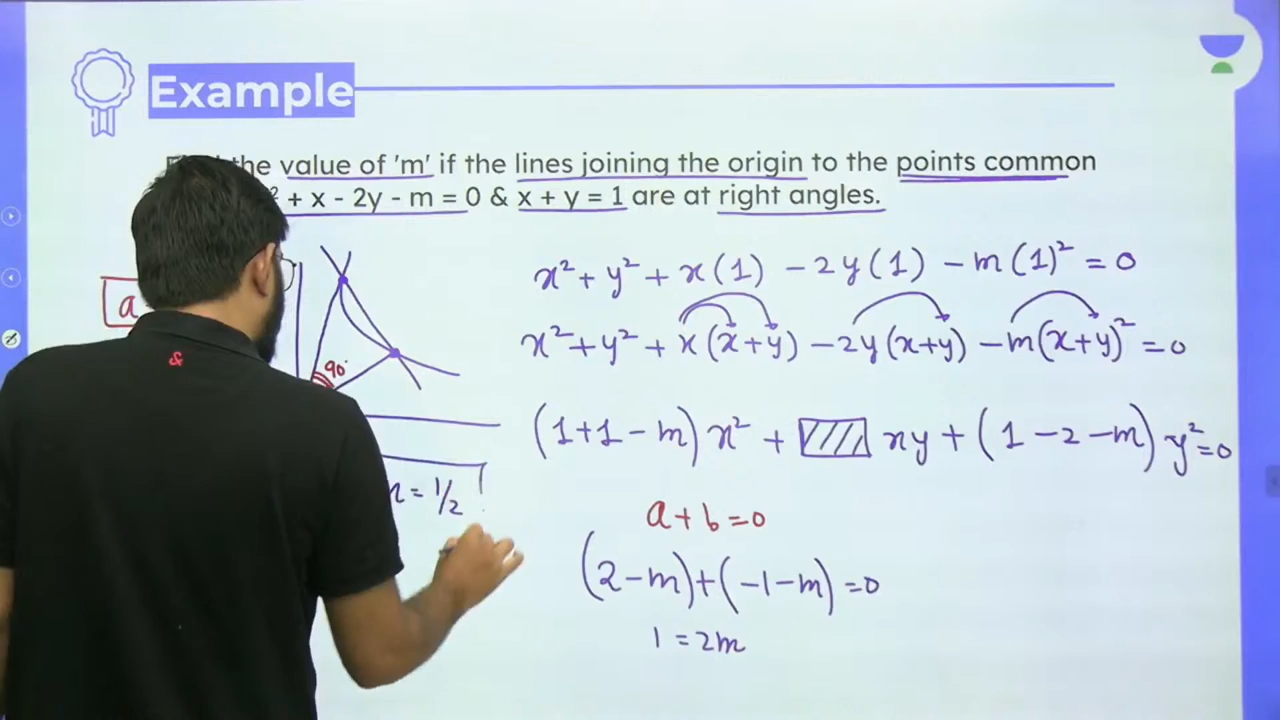 Example
the value of 'm' if the lines joining the origin to the points common
² + x - 2y - m = 0 & x + y = 1 are at right angles.
a
&
90°
= 1/2
x² + y² + x(1) - 2y(1) - m(1)² = 0
x² + y² + x(x+y) - 2y(x+y) - m(x+y)² = 0
(1+1-m)x² + xy + (1-2-m)y² = 0
a + b = 0
(2-m) + (-1-m) = 0
1 = 2m